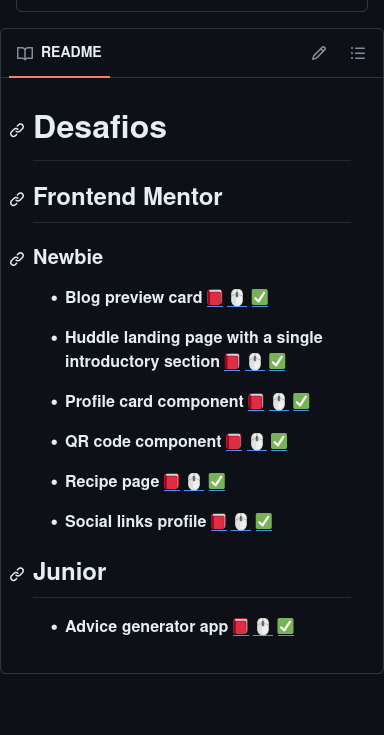 README
Desafios
Frontend Mentor
Newbie
• Blog preview card 📕 🖱️ ✅
• Huddle landing page with a single
introductory section 📕 🖱️ ✅
• Profile card component 📕 🖱️ ✅
• QR code component 📕 🖱️ ✅
• Recipe page 📕 🖱️ ✅
• Social links profile 📕 🖱️ ✅
Junior
• Advice generator app 📕 🖱️ ✅